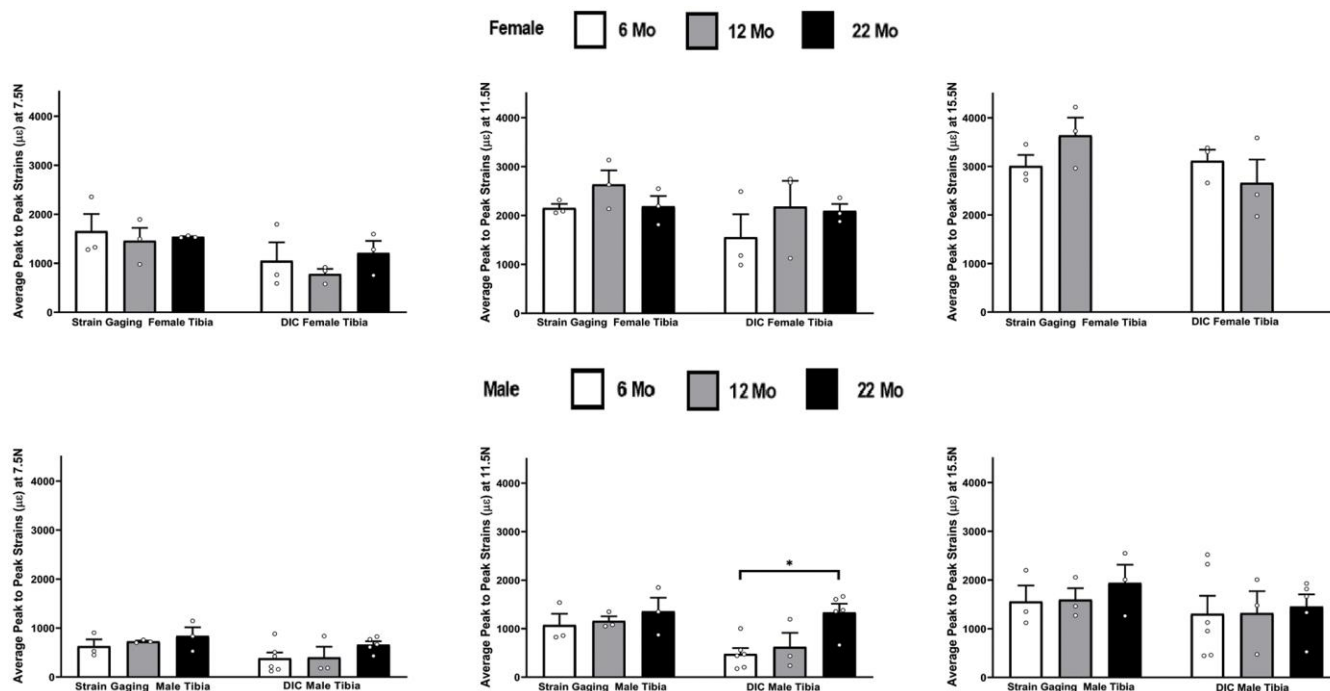 Female 6 Mo 12 Mo 22 Mo
Average Peak to Peak Strains (με) at 7.5N
4000
3000
2000
1000
0
Strain Gaging Female Tibia DIC Female Tibia
Average Peak to Peak Strains (με) at 11.5N
4000
3000
2000
1000
0
Strain Gaging Female Tibia DIC Female Tibia
Average Peak to Peak Strains (με) at 15.5N
4000
3000
2000
1000
0
Strain Gaging Female Tibia DIC Female Tibia
Male 6 Mo 12 Mo 22 Mo
Average Peak to Peak Strains (με) at 7.5N
4000
3000
2000
1000
0
Strain Gaging Male Tibia DIC Male Tibia
Average Peak to Peak Strains (με) at 11.5N
4000
3000
2000
1000
0
*
Strain Gaging Male Tibia DIC Male Tibia
Average Peak to Peak Strains (με) at 15.5N
4000
3000
2000
1000
0
Strain Gaging Male Tibia DIC Male Tibia